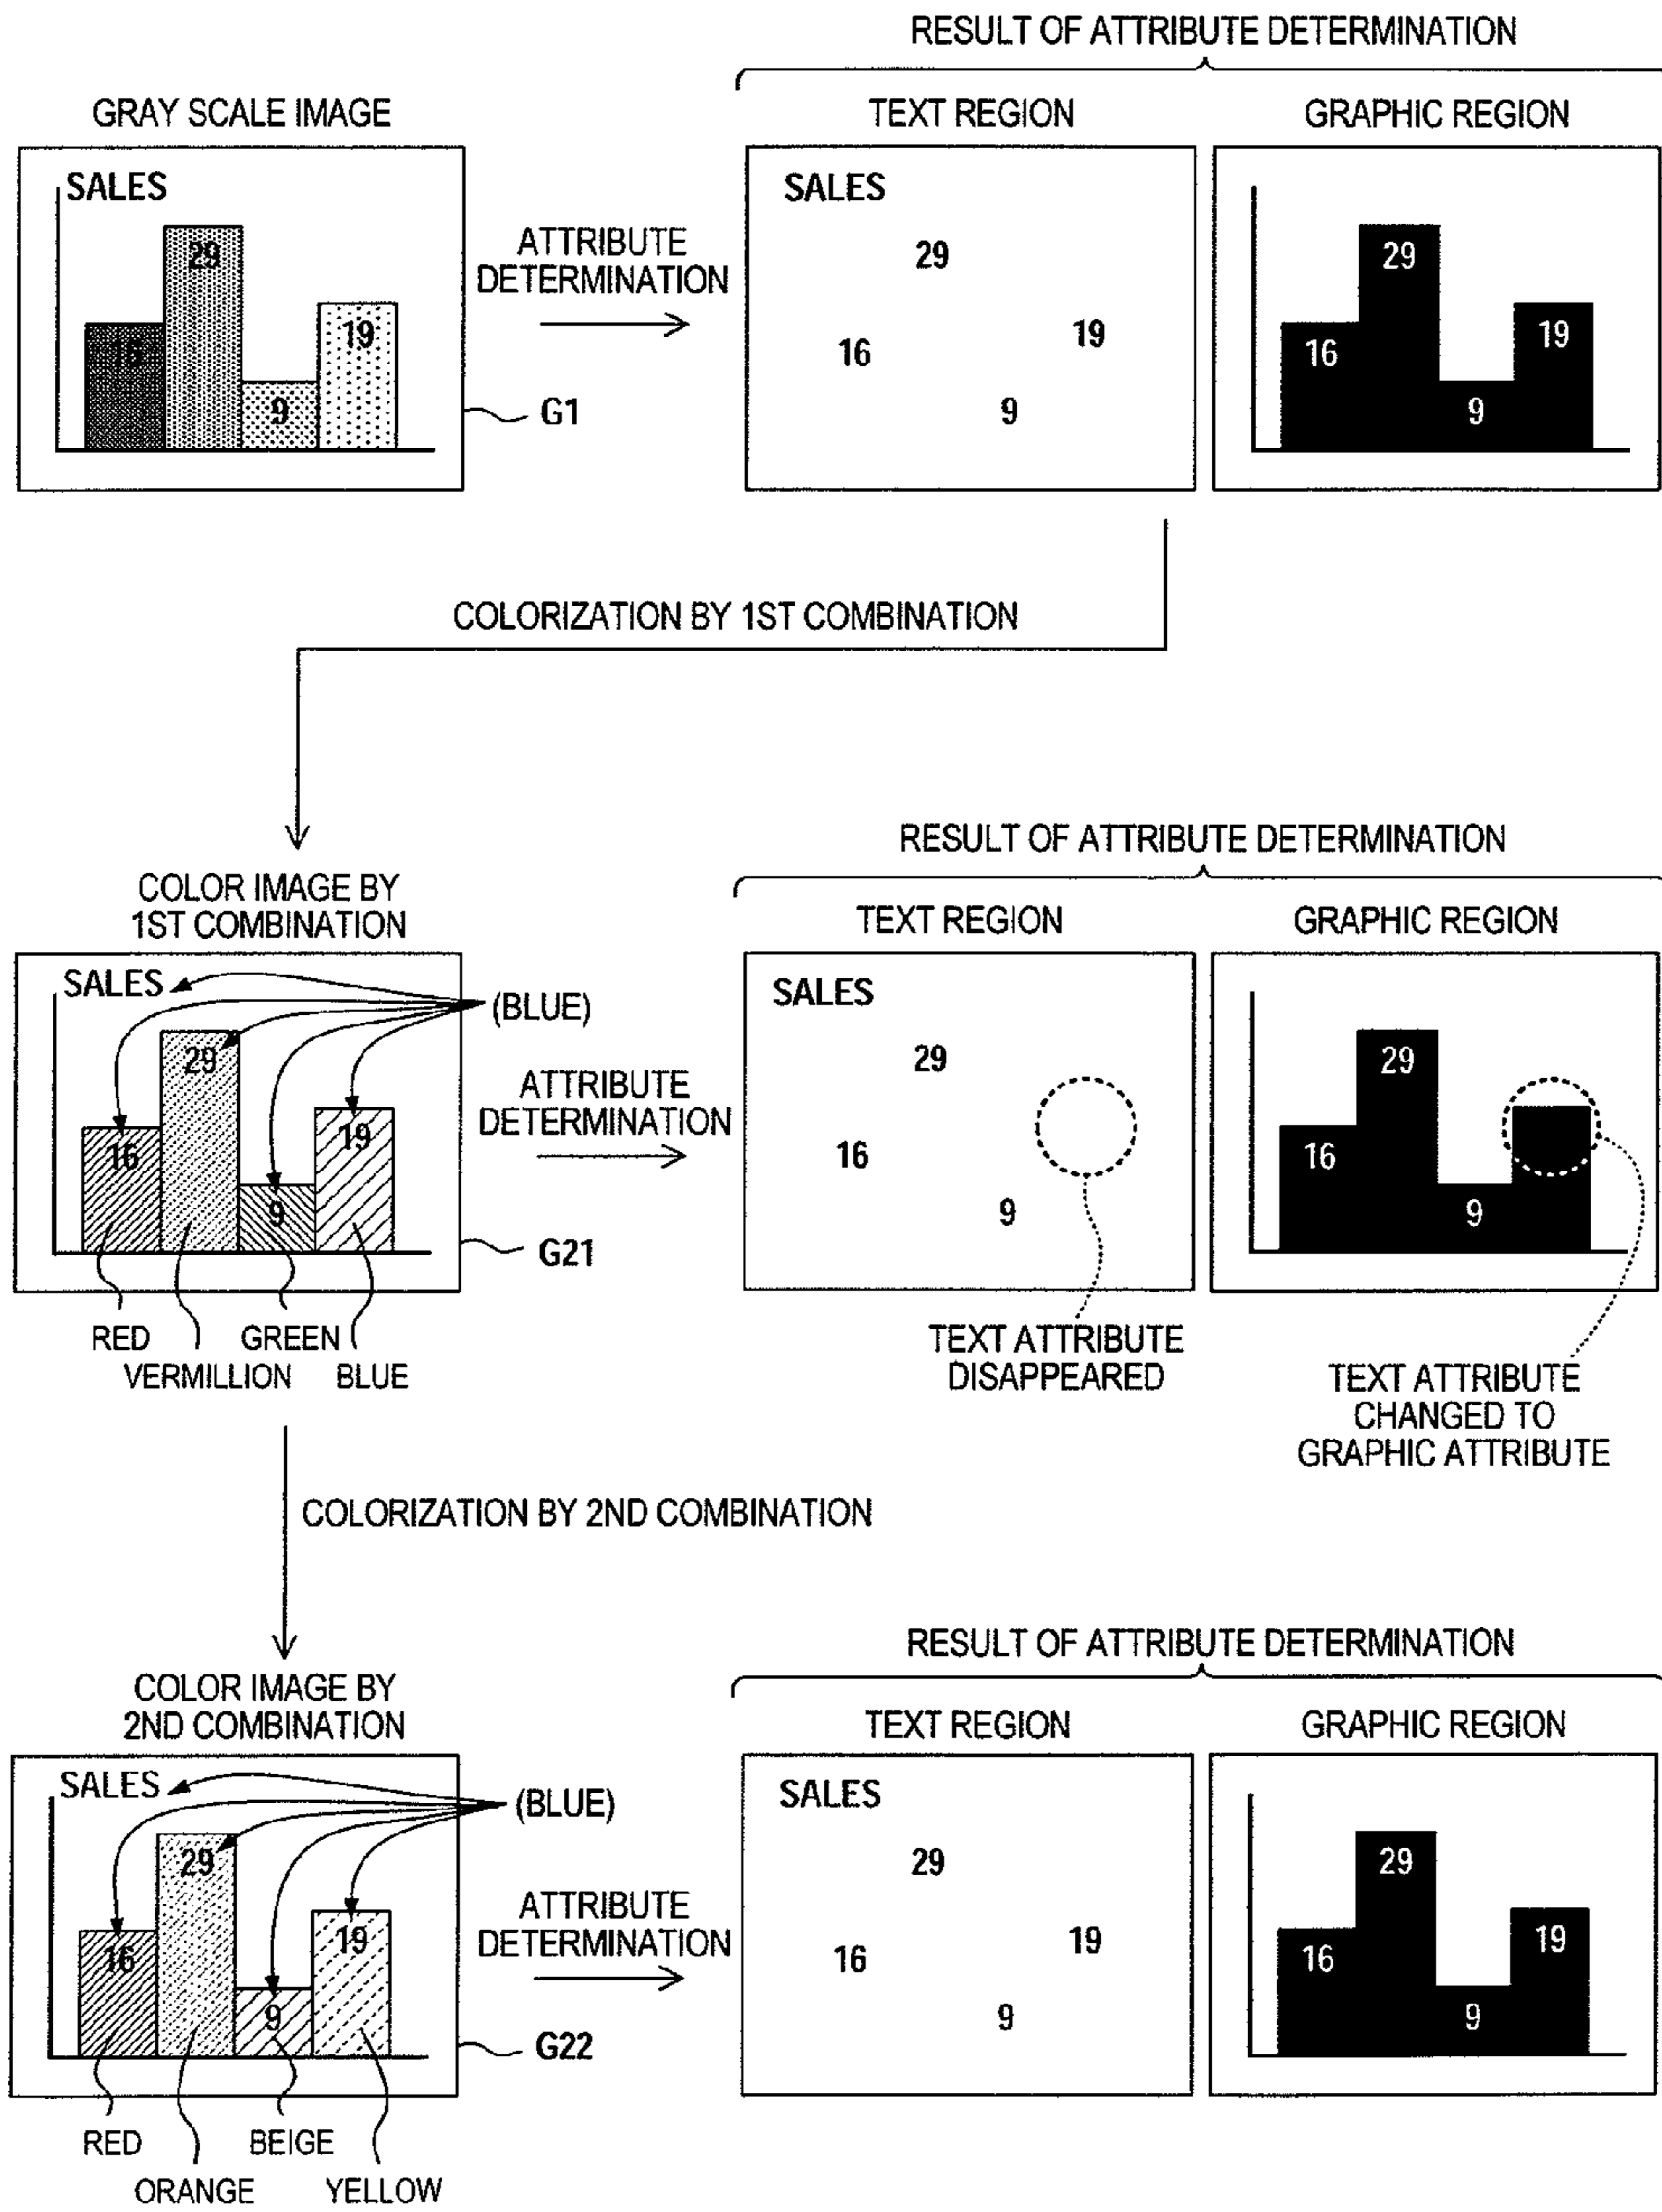 RESULT OF ATTRIBUTE DETERMINATION
GRAY SCALE IMAGE
TEXT REGION
GRAPHIC REGION
SALES
29
16
19
9
G1
ATTRIBUTE
DETERMINATION
SALES
29
16
19
9
29
16
19
9
COLORIZATION BY 1ST COMBINATION
RESULT OF ATTRIBUTE DETERMINATION
COLOR IMAGE BY
1ST COMBINATION
TEXT REGION
GRAPHIC REGION
SALES
(BLUE)
29
16
19
9
G21
RED
GREEN
VERMILLION
BLUE
ATTRIBUTE
DETERMINATION
SALES
29
16
9
TEXT ATTRIBUTE
DISAPPEARED
29
16
9
TEXT ATTRIBUTE
CHANGED TO
GRAPHIC ATTRIBUTE
COLORIZATION BY 2ND COMBINATION
RESULT OF ATTRIBUTE DETERMINATION
COLOR IMAGE BY
2ND COMBINATION
TEXT REGION
GRAPHIC REGION
SALES
(BLUE)
29
16
19
9
G22
RED
BEIGE
ORANGE
YELLOW
ATTRIBUTE
DETERMINATION
SALES
29
16
19
9
29
16
19
9